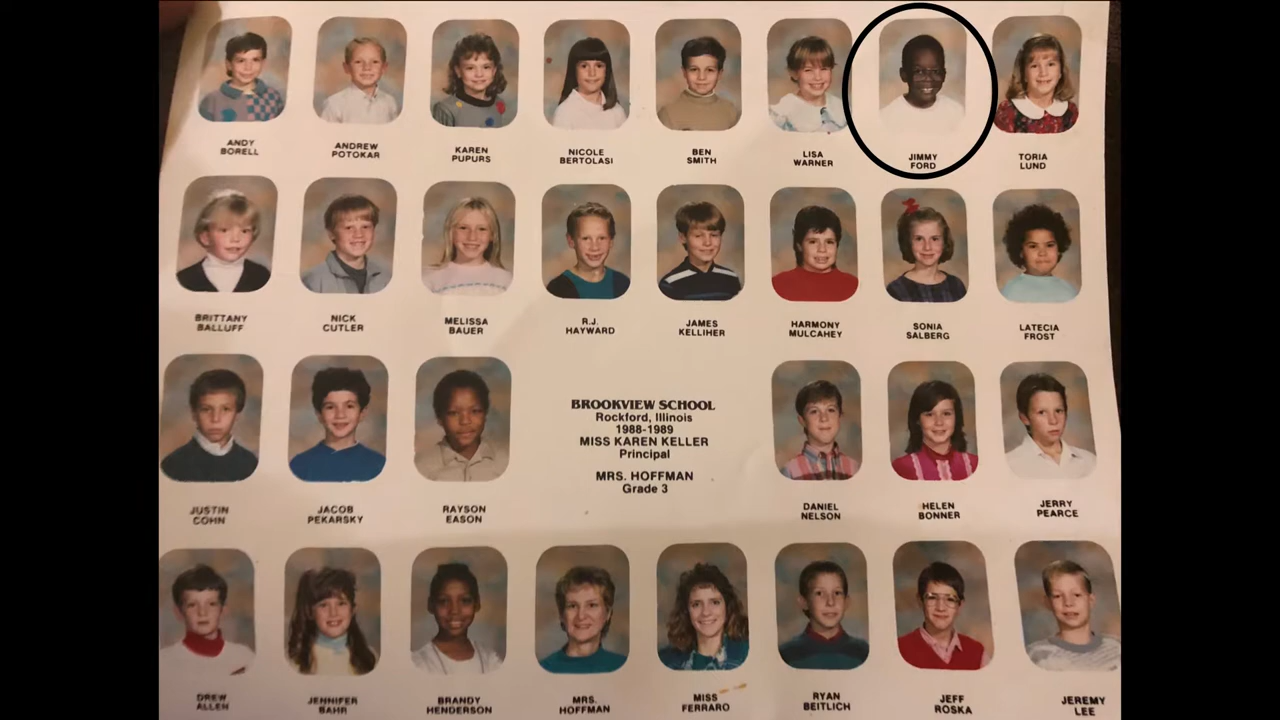 ANDY
BORELL
ANDREW
POTOKAR
KAREN
PUPURS
NICOLE
BERTOLASI
BEN
SMITH
LISA
WARNER
JIMMY
FORD
TORIA
LUND
BRITTANY
BALLUFF
NICK
CUTLER
MELISSA
BAUER
R.J.
HAYWARD
JAMES
KELLIHER
HARMONY
MULCAHEY
SONIA
SALBERG
LATECIA
FROST
JUSTIN
COHN
JACOB
PEKARSKY
RAYSON
EASON
BROOKVIEW SCHOOL
Rockford, Illinois
1988-1989
MISS KAREN KELLER
Principal
MRS. HOFFMAN
Grade 3
DANIEL
NELSON
HELEN
BONNER
JERRY
PEARCE
DREW
ALLEN
JENNIFER
BAHR
BRANDY
HENDERSON
MRS.
HOFFMAN
MISS
FERRARO
RYAN
BEITLICH
JEFF
ROSKA
JEREMY
LEE